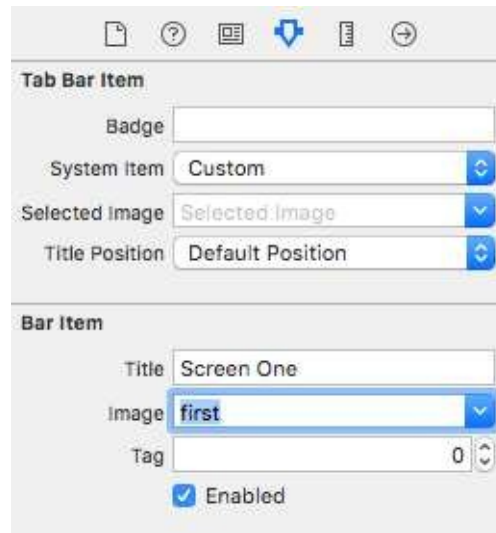 Tab Bar Item
Badge
System Item Custom
Selected Image Selected Image
Title Position Default Position
Bar Item
Title Screen One
Image first
Tag 0
Enabled